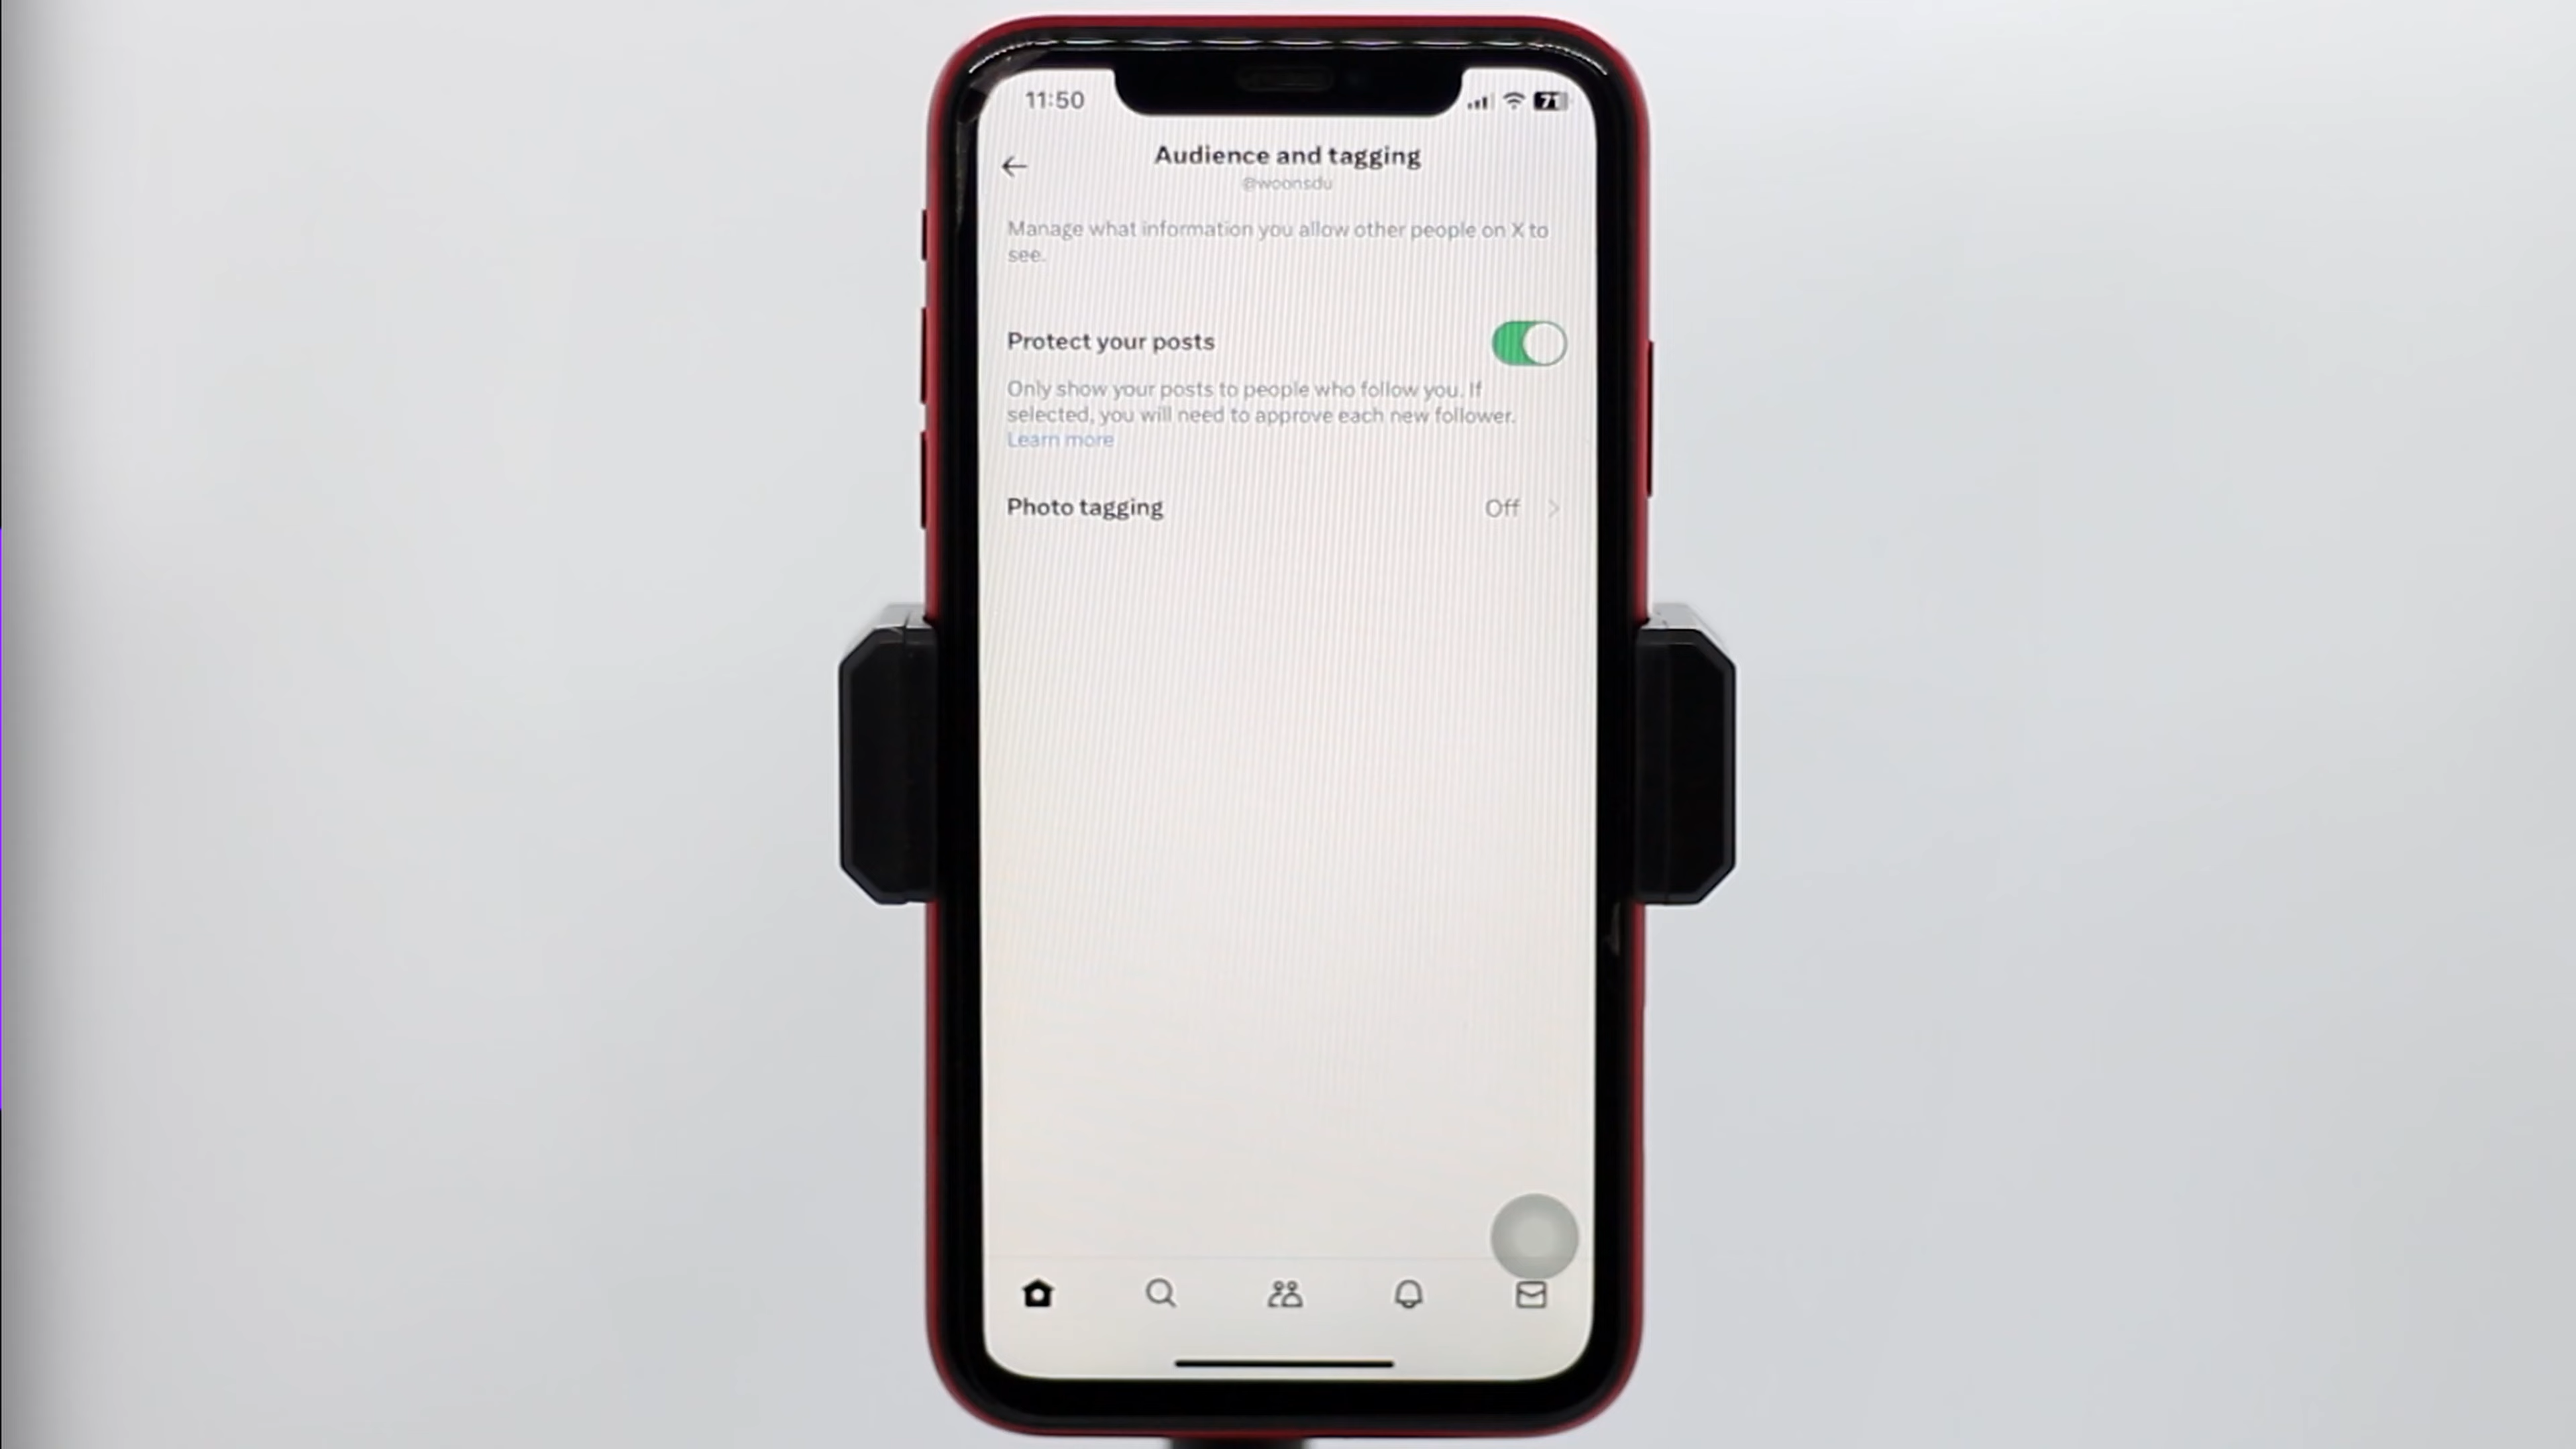 11:50
71
Audience and tagging
@woonsdu
Manage what information you allow other people on X to
see.
Protect your posts
Only show your posts to people who follow you. If
selected, you will need to approve each new follower.
Learn more
Photo tagging
Off